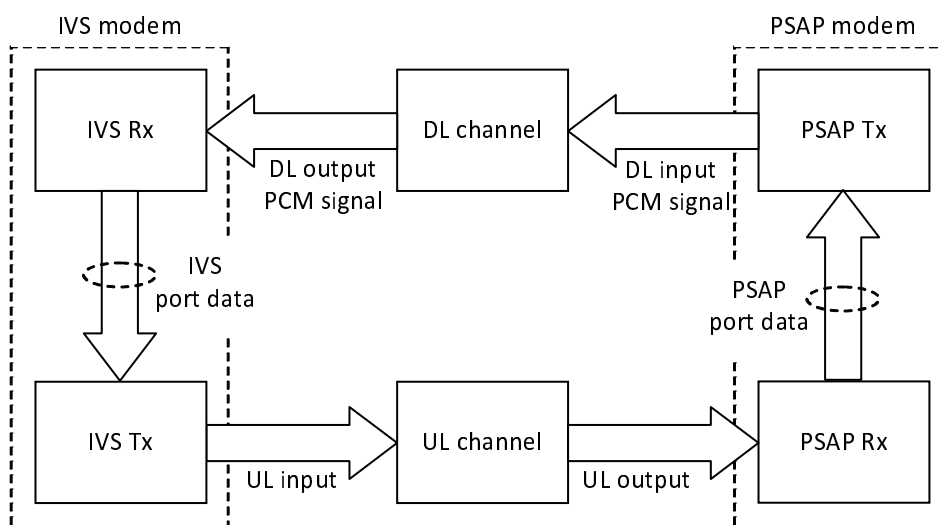 IVS modem
PSAP modem
IVS Rx
DL channel
PSAP Tx
DL output
PCM signal
DL input
PCM signal
IVS
port data
PSAP
port data
IVS Tx
UL channel
PSAP Rx
UL input
UL output